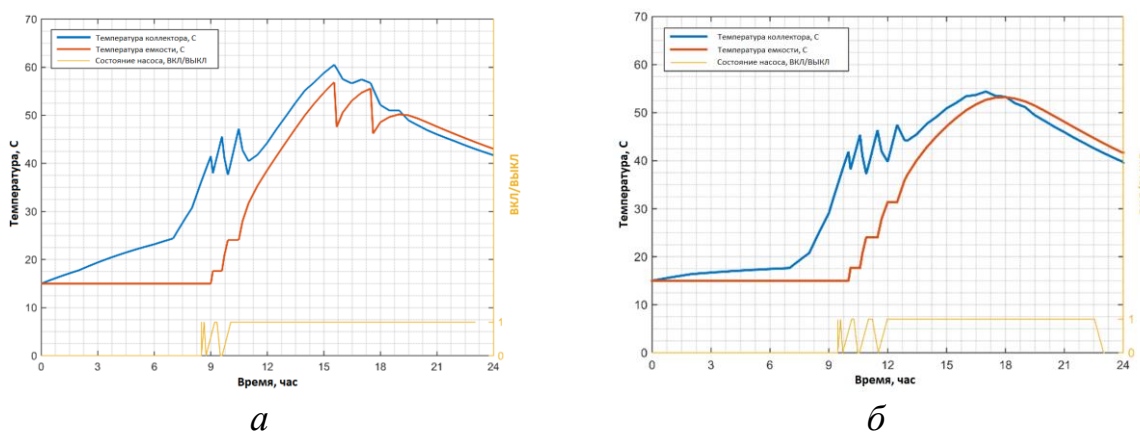 70
60
50
40
30
20
10
0
Температура, С
Температура коллектора, С
Температура емкости, С
Состояние насоса, ВКЛ/ВЫКЛ
1
0
ВКЛ/ВЫКЛ
0 3 6 9 12 15 18 21 24
Время, час
а
70
60
50
40
30
20
10
0
Температура, С
Температура коллектора, С
Температура емкости, С
Состояние насоса, ВКЛ/ВЫКЛ
1
0
0 3 6 9 12 15 18 21 24
Время, час
б